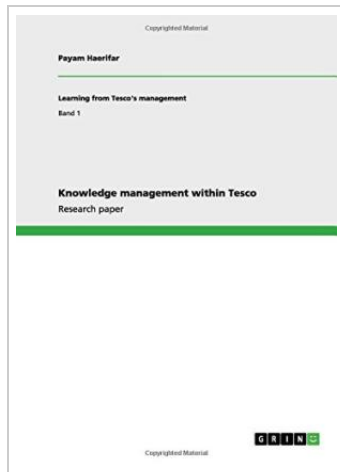 Copyrighted Material
Payam Haerifar
Learning from Tesco's management
Band 1
Knowledge management within Tesco
Research paper
GRIN
Copyrighted Material